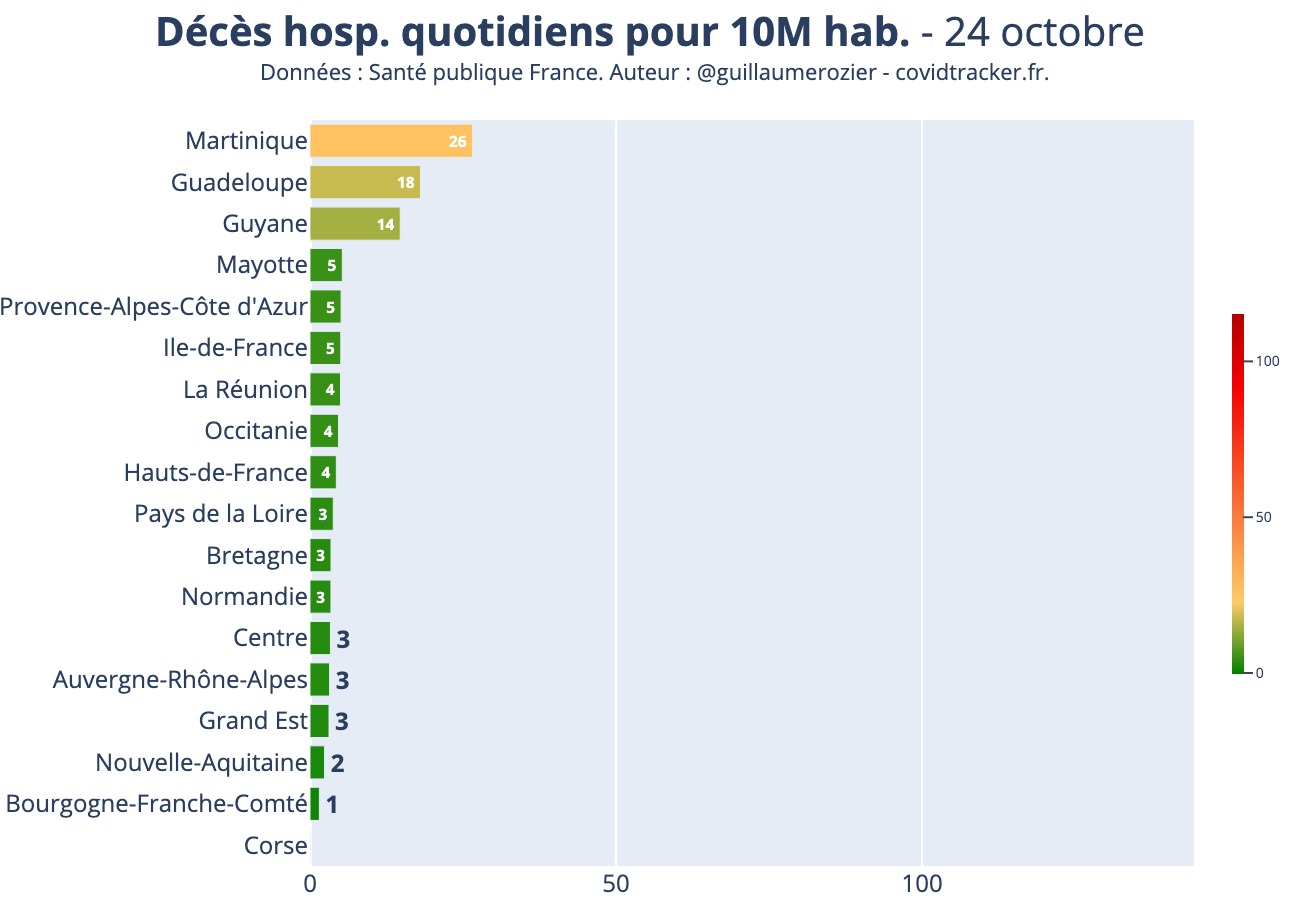 Décès hosp. quotidiens pour 10M hab. - 24 octobre
Données : Santé publique France. Auteur : @guillaumerozier - covidtracker.fr.
Martinique 26
Guadeloupe 18
Guyane 14
Mayotte 5
Provence-Alpes-Côte d'Azur 5
Ile-de-France 5
La Réunion 4
Occitanie 4
Hauts-de-France 4
Pays de la Loire 3
Bretagne 3
Normandie 3
Centre 3
Auvergne-Rhône-Alpes 3
Grand Est 3
Nouvelle-Aquitaine 2
Bourgogne-Franche-Comté 1
Corse
0 50 100
100
50
0